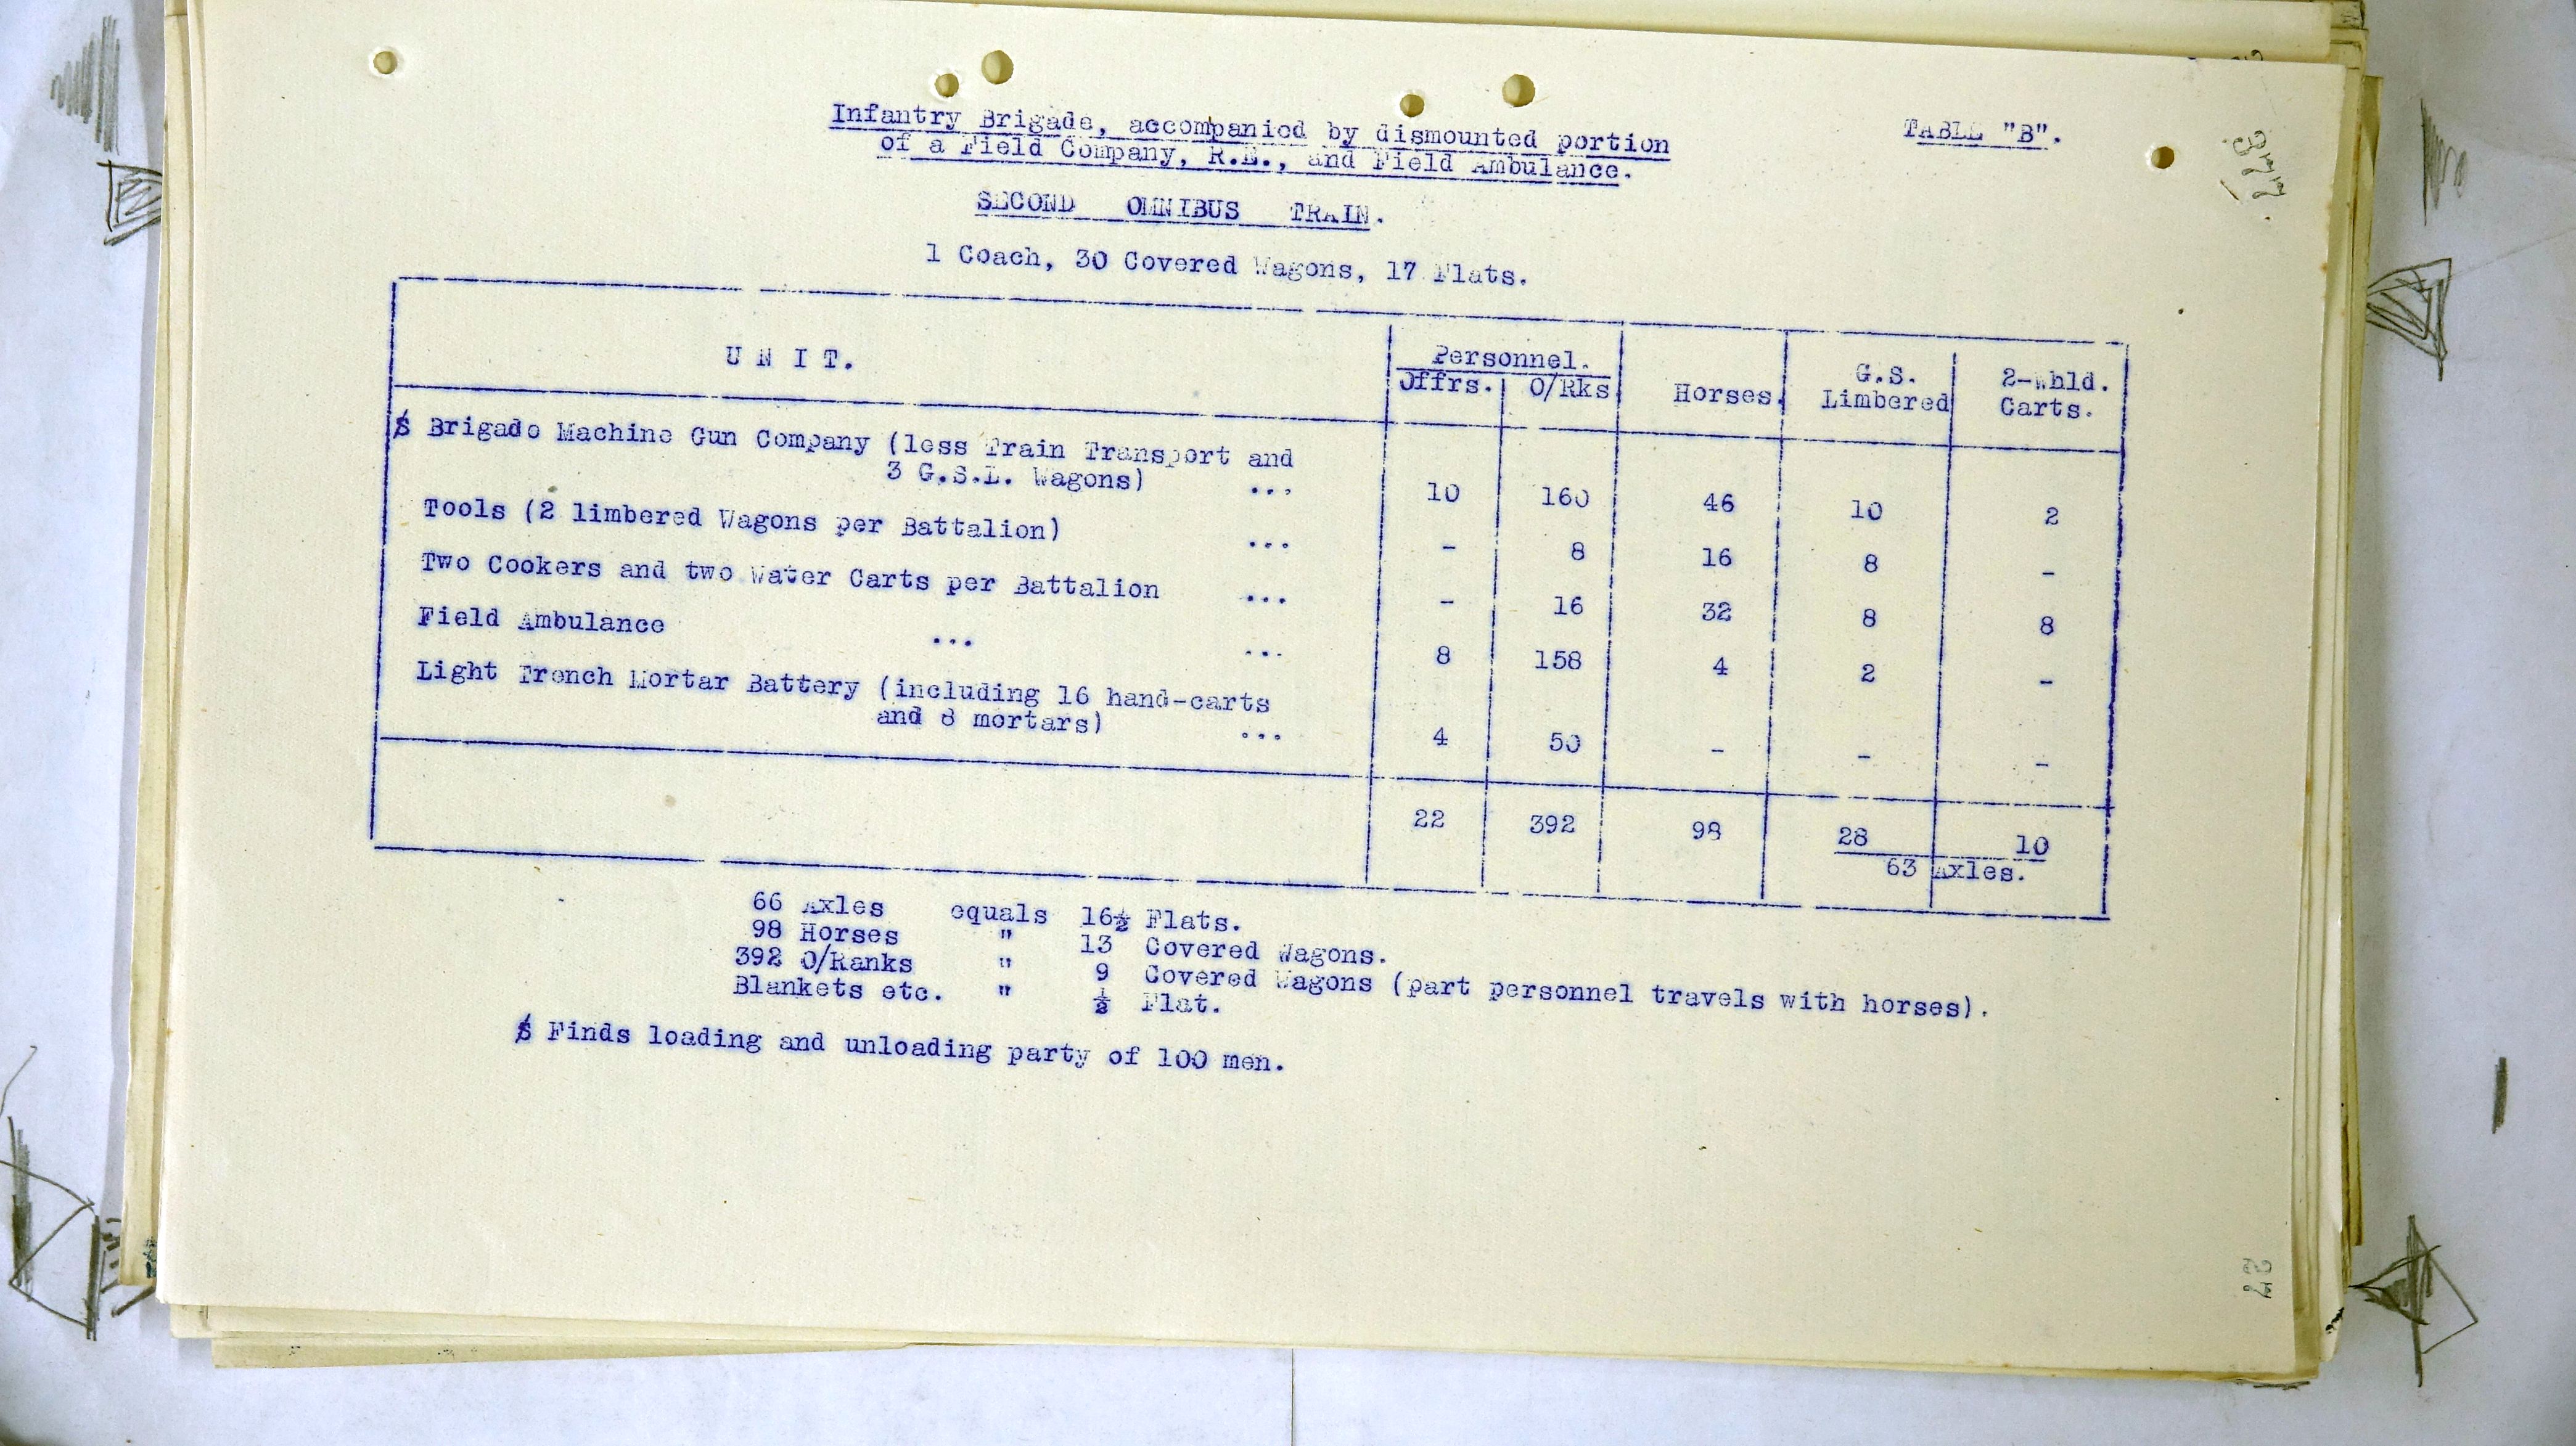 Infantry Brigade, accompanied by dismounted portion
of a Field Company, R.E., and Field Ambulance.
TABLE "B".
SECOND OMNIBUS TRAIN.
1 Coach, 30 Covered Wagons, 17 Flats.
U N I T. Personnel. Horses. G.S. Limbered 2-whld. Carts.
Offrs. O/Rks
$ Brigade Machine Gun Company (less Train Transport and
3 G.S.L. Wagons) ... 10 160 46 10 2
Tools (2 limbered Wagons per Battalion) ... - 8 16 8 -
Two Cookers and two Water Carts per Battalion ... - 16 32 8 8
Field Ambulance ... ... 8 158 4 2 -
Light Trench Mortar Battery (including 16 hand-carts
and 8 mortars) ... 4 50 - - -
22 392 98 28 10
63 Axles.
66 Axles equals 16½ Flats.
98 Horses " 13 Covered Wagons.
392 O/Ranks " 9 Covered Wagons (part personnel travels with horses).
Blankets etc. " ½ Flat.
$ Finds loading and unloading party of 100 men.